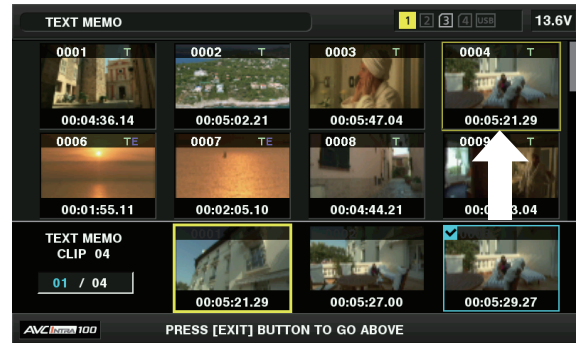 TEXT MEMO 1 2 3 4 USB 13.6V
0001 T 0002 T 0003 T 0004 T
00:04:36.14 00:05:02.21 00:05:47.04 00:05:21.29
0006 TE 0007 TE 0008 T 0009
00:01:55.11 00:02:05.10 00:04:44.21
TEXT MEMO
CLIP 04
01 / 04
00:05:21.29 00:05:27.00 00:05:29.27
AVC INTRA 100 PRESS [EXIT] BUTTON TO GO ABOVE